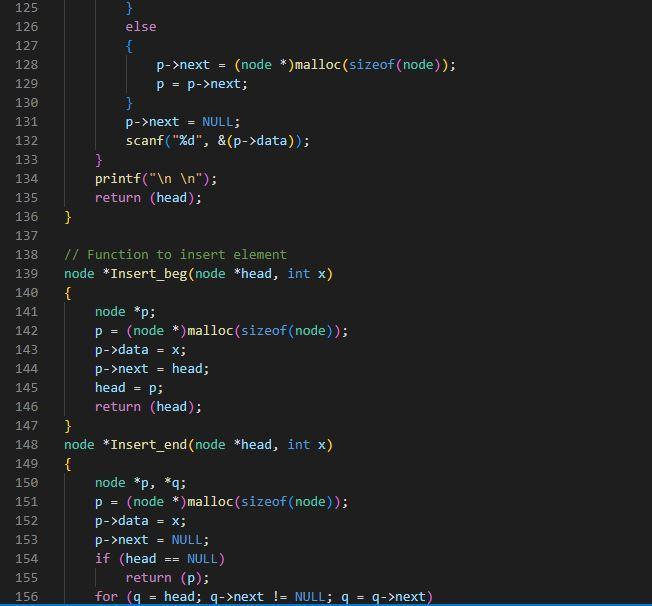 125 }
126 else
127 {
128 p->next = (node *)malloc(sizeof(node));
129 p = p->next;
130 }
131 p->next = NULL;
132 scanf("%d", &(p->data));
133 }
134 printf("\n \n");
135 return (head);
136 }
137
138 // Function to insert element
139 node *Insert_beg(node *head, int x)
140 {
141 node *p;
142 p = (node *)malloc(sizeof(node));
143 p->data = x;
144 p->next = head;
145 head = p;
146 return (head);
147 }
148 node *Insert_end(node *head, int x)
149 {
150 node *p, *q;
151 p = (node *)malloc(sizeof(node));
152 p->data = x;
153 p->next = NULL;
154 if (head == NULL)
155 return (p);
156 for (q = head; q->next != NULL; q = q->next)